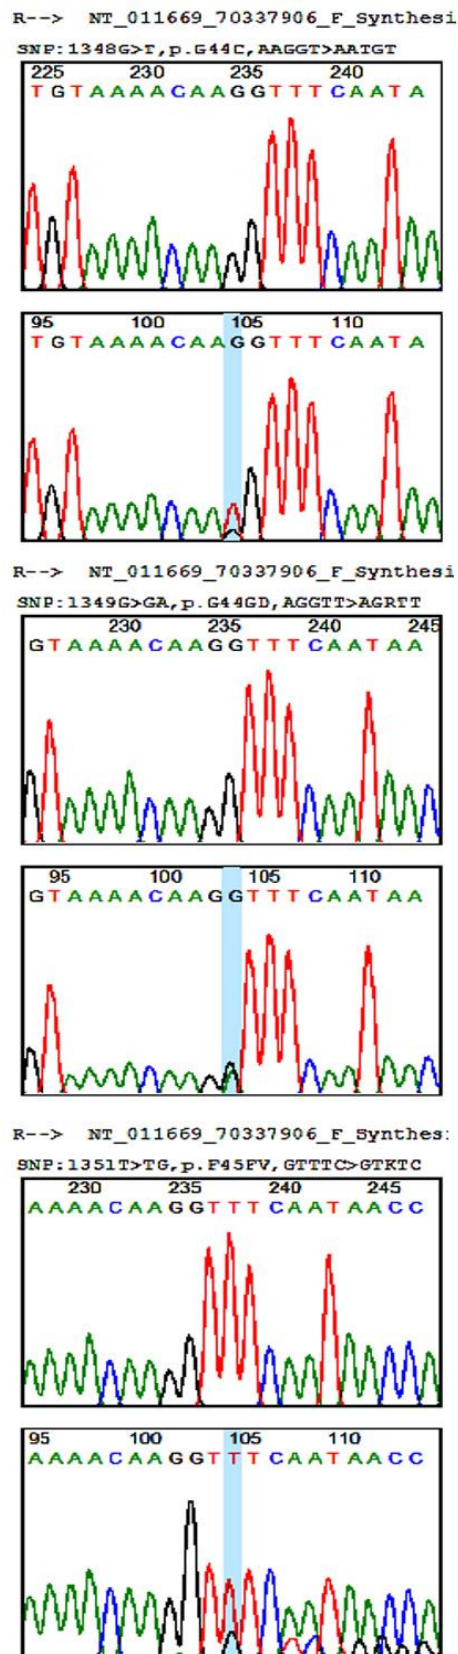 R--> NT_011669_70337906_F_Synthesi
SNP:1348G>T,p.G44C,AAGGT>AATGT
225 230 235 240
TGTAAAACAAGGTTTCAATA
95 100 105 110
TGTAAAACAAGGTTTCAATA
R--> NT_011669_70337906_F_Synthesi
SNP:1349G>GA,p.G44GD,AGGTT>AGRTT
230 235 240 245
GTAAAACAAGGTTTCAATAA
95 100 105 110
GTAAAACAAGGTTTCAATAA
R--> NT_011669_70337906_F_Synthes:
SNP:1351T>TG,p.F45FV,GTTTC>GTKTC
230 235 240 245
AAAACAAGGTTTCAATAACC
95 100 105 110
AAAACAAGGTTTCAATAACC